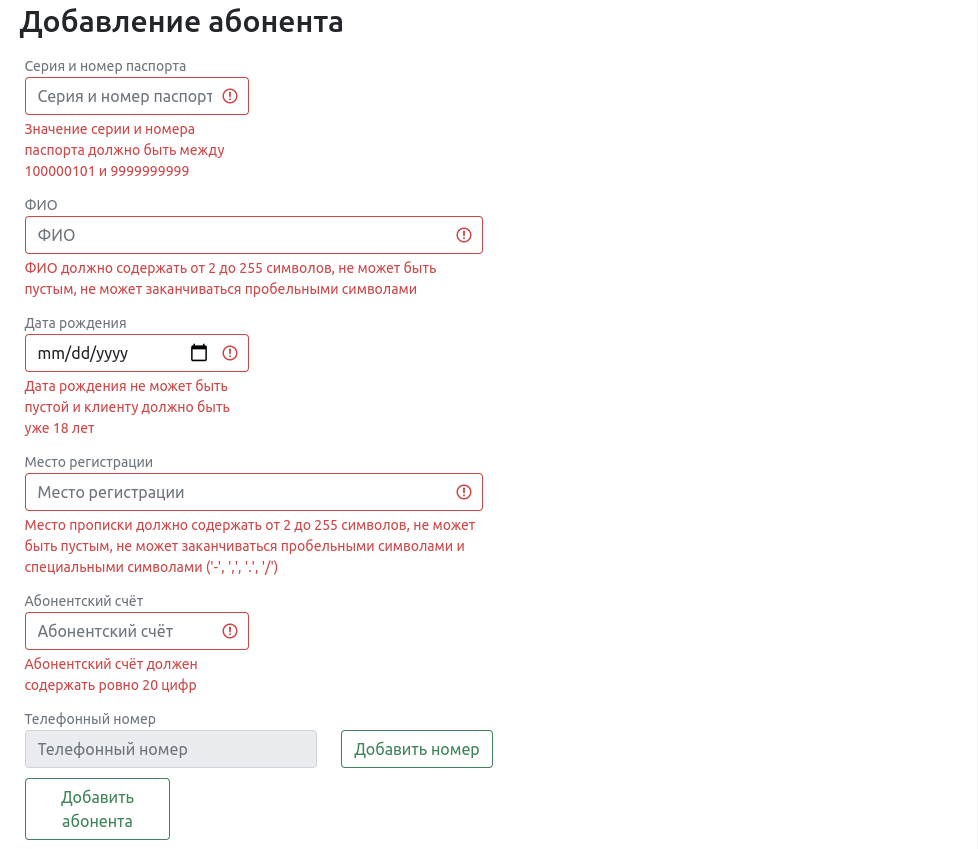 Добавление абонента
Серия и номер паспорта
Серия и номер паспорт
Значение серии и номера
паспорта должно быть между
100000101 и 9999999999
ФИО
ФИО
ФИО должно содержать от 2 до 255 символов, не может быть
пустым, не может заканчиваться пробельными символами
Дата рождения
mm/dd/yyyy
Дата рождения не может быть
пустой и клиенту должно быть
уже 18 лет
Место регистрации
Место регистрации
Место прописки должно содержать от 2 до 255 символов, не может
быть пустым, не может заканчиваться пробельными символами и
специальными символами ('-', ',', '.', '/')
Абонентский счёт
Абонентский счёт
Абонентский счёт должен
содержать ровно 20 цифр
Телефонный номер
Телефонный номер
Добавить номер
Добавить
абонента